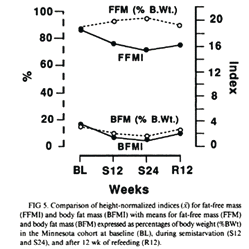 FFM (% B.Wt.)
FFMI
BFM (% B.Wt.)
BFMI
%
100
80
60
40
20
0
Index
20
16
12
8
4
0
BL S12 S24 R12
Weeks
FIG 5. Comparison of height-normalized indices (x̄) for fat-free mass
(FFMI) and body fat mass (BFMI) with means for fat-free mass (FFM)
and body fat mass (BFM) expressed as percentages of body weight (%BWt)
in the Minnesota cohort at baseline (BL), during semistarvation (S12
and S24), and after 12 wk of refeeding (R12).